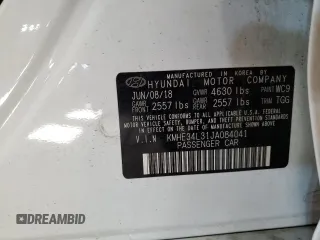 MANUFACTURED IN KOREA BY
HYUNDAI MOTOR COMPANY
JUN/08/18 GVWR 4630 lbs PAINT WC9
GAWR FRONT 2557 lbs GAWR REAR 2557 lbs TRIM TGG
THIS VEHICLE CONFORMS TO ALL APPLICABLE U.S.A FEDERAL
MOTOR VEHICLE SAFETY, BUMPER, AND THEFT PREVENTION STANDARDS
IN EFFECT ON THE DATE OF MANUFACTURE SHOWN ABOVE.
V.I.N KMHE34L31JA084041
PASSENGER CAR
DREAMBID